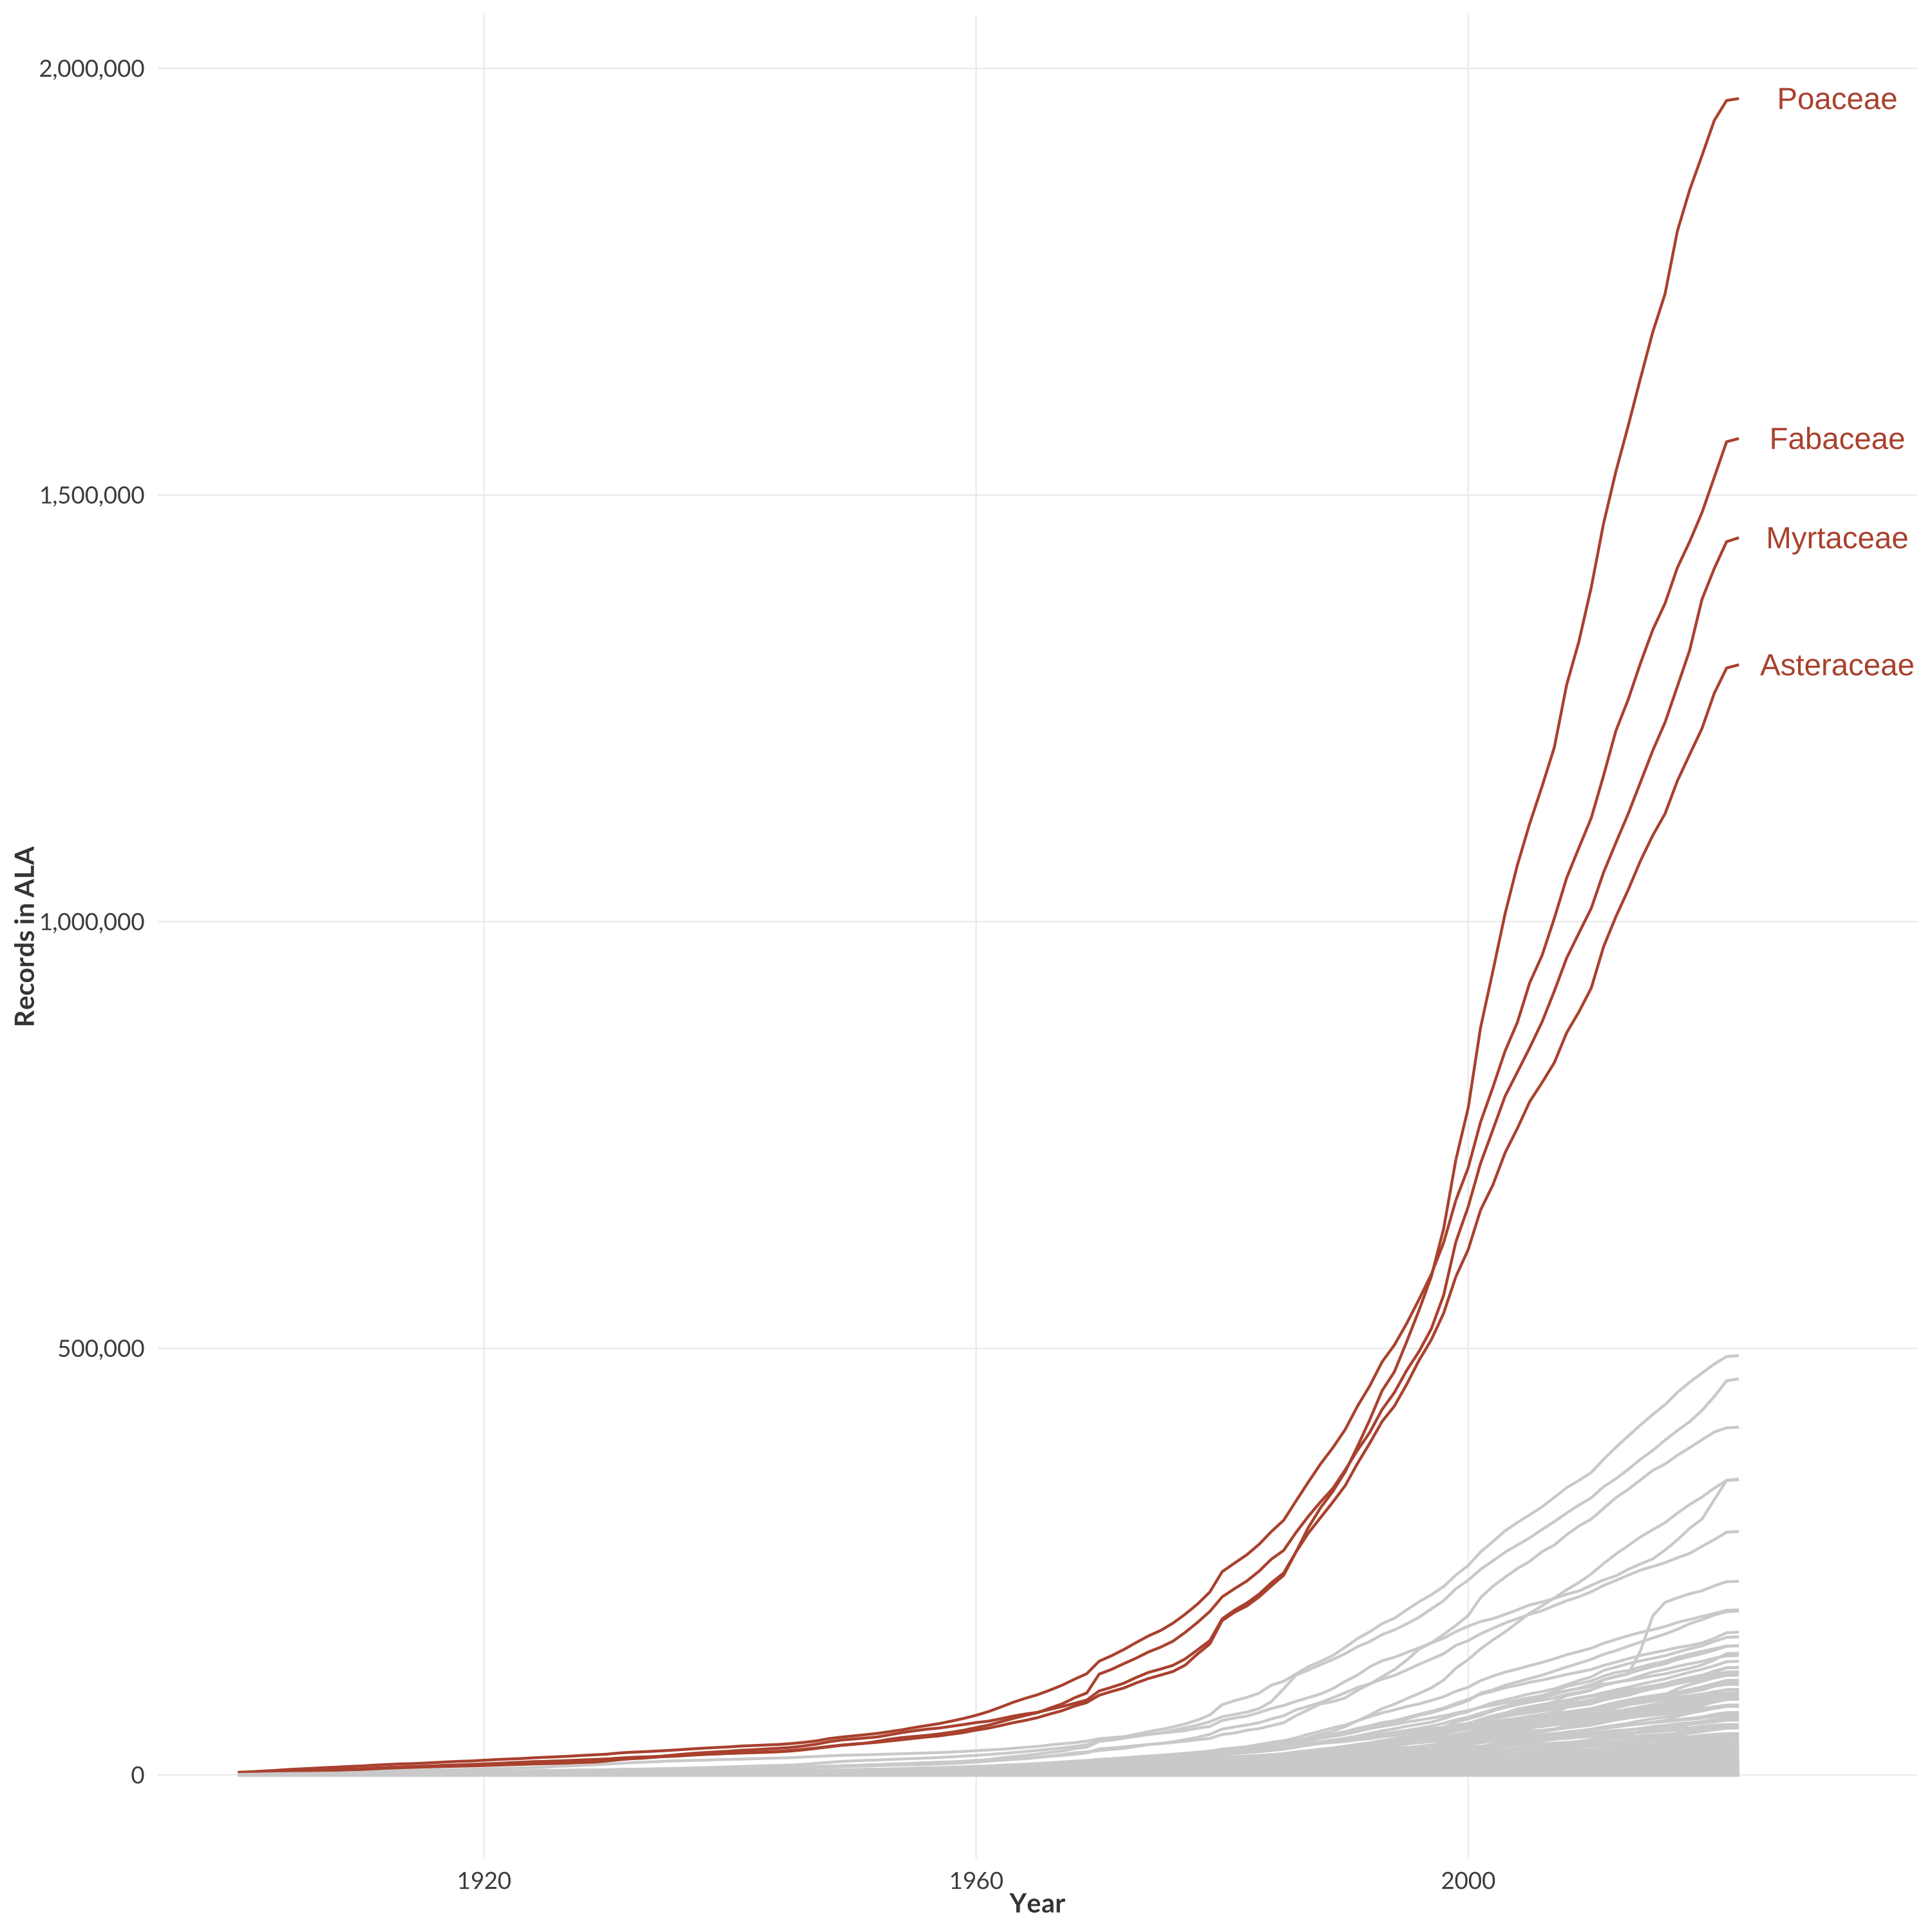 2,000,000
Poaceae
Fabaceae
1,500,000
Myrtaceae
Asteraceae
Records in ALA
1,000,000
500,000
0
1920
1960
2000
Year